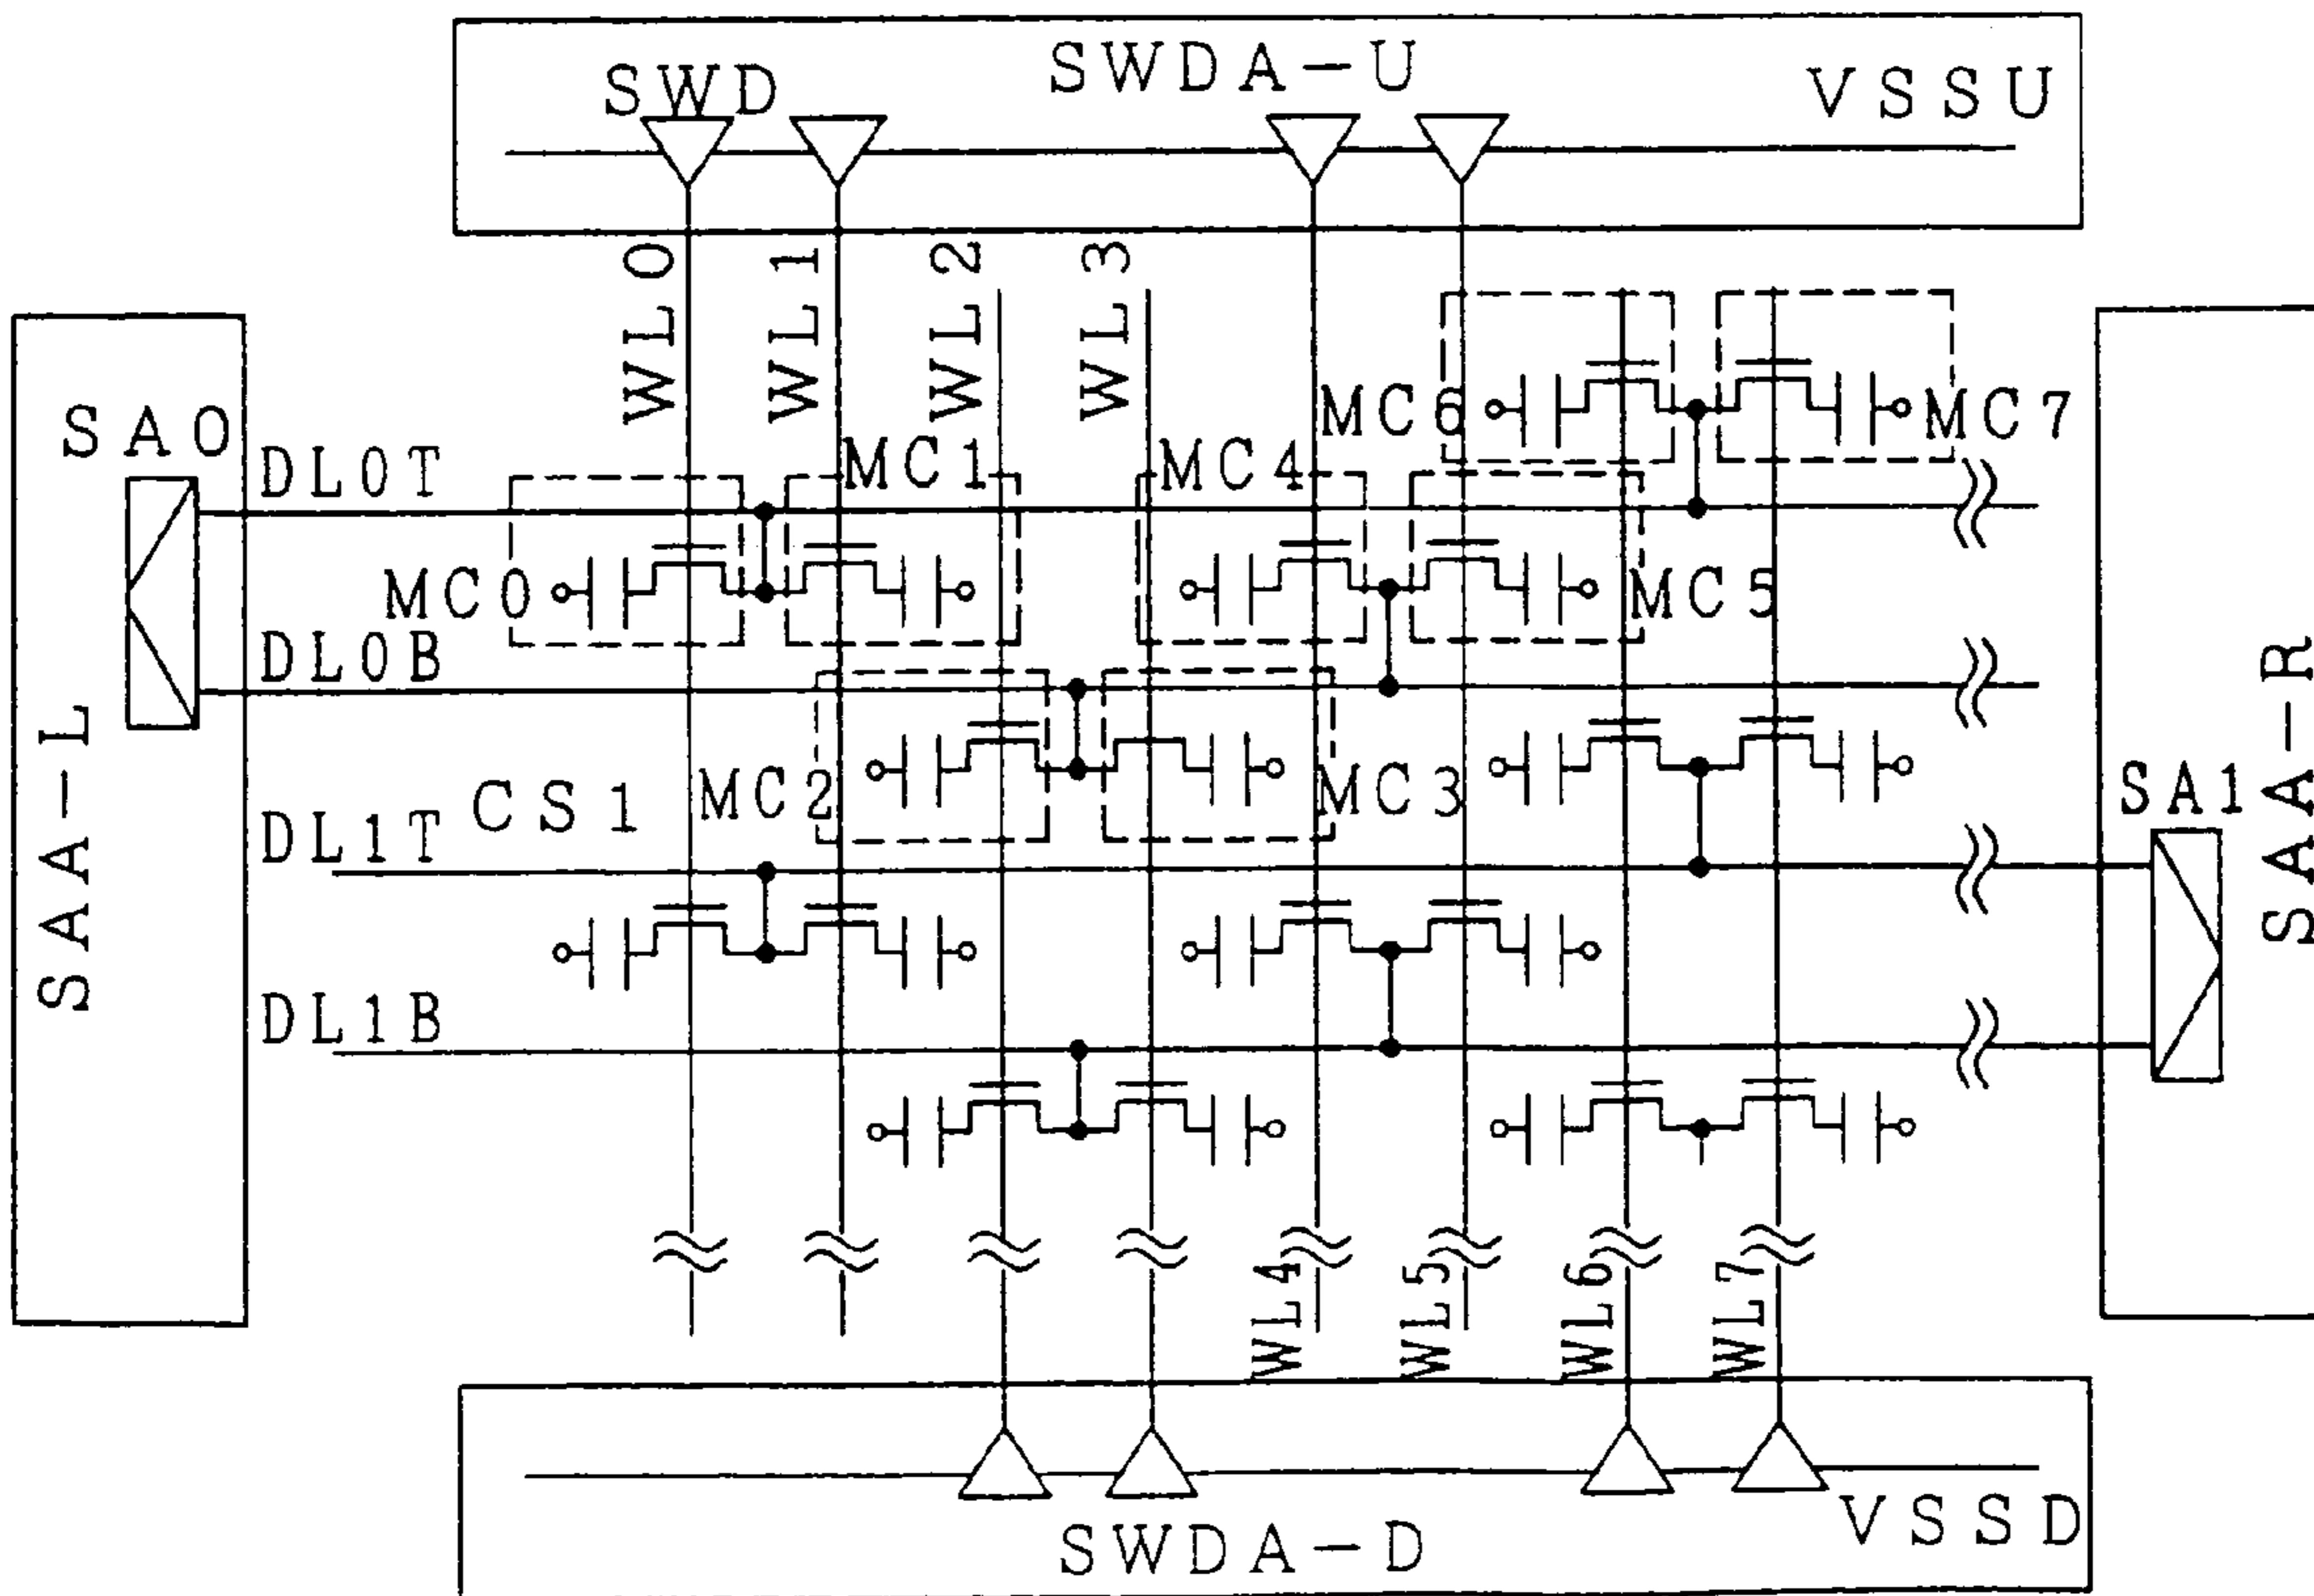 SWD
SWDA-U
VSSU
WL0
WL1
WL2
WL3
SA0
DL0T
MC0
MC1
MC4
MC6
MC7
MC5
DL0B
SAA-L
CS1
MC2
MC3
DL1T
DL1B
SA1
SAA-R
WL4
WL5
WL6
WL7
SWDA-D
VSSD